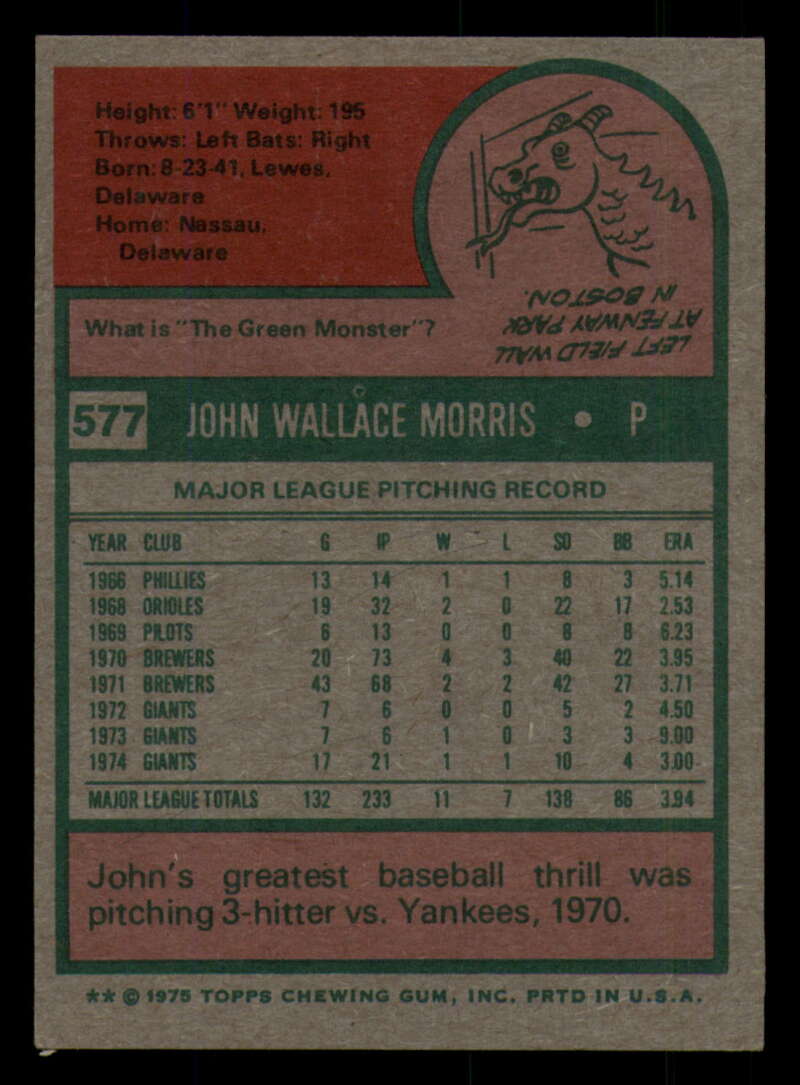 Height: 6'1" Weight: 195
Throws: Left Bats: Right
Born: 8-23-41, Lewes,
Delaware
Home: Nassau,
Delaware
What is "The Green Monster"?
LEFT FIELD WALL
AT FENWAY PARK
IN BOSTON.
577 JOHN WALLACE MORRIS • P
MAJOR LEAGUE PITCHING RECORD
YEAR CLUB G IP W L SO BB ERA
1966 PHILLIES 13 14 1 1 8 3 5.14
1968 ORIOLES 19 32 2 0 22 17 2.53
1969 PILOTS 6 13 0 0 8 8 6.23
1970 BREWERS 20 73 4 3 40 22 3.95
1971 BREWERS 43 68 2 2 42 27 3.71
1972 GIANTS 7 6 0 0 5 2 4.50
1973 GIANTS 7 6 1 0 3 3 9.00
1974 GIANTS 17 21 1 1 10 4 3.00
MAJOR LEAGUE TOTALS 132 233 11 7 138 86 3.94
John's greatest baseball thrill was
pitching 3-hitter vs. Yankees, 1970.
** © 1975 TOPPS CHEWING GUM, INC. PRTD IN U.S.A.